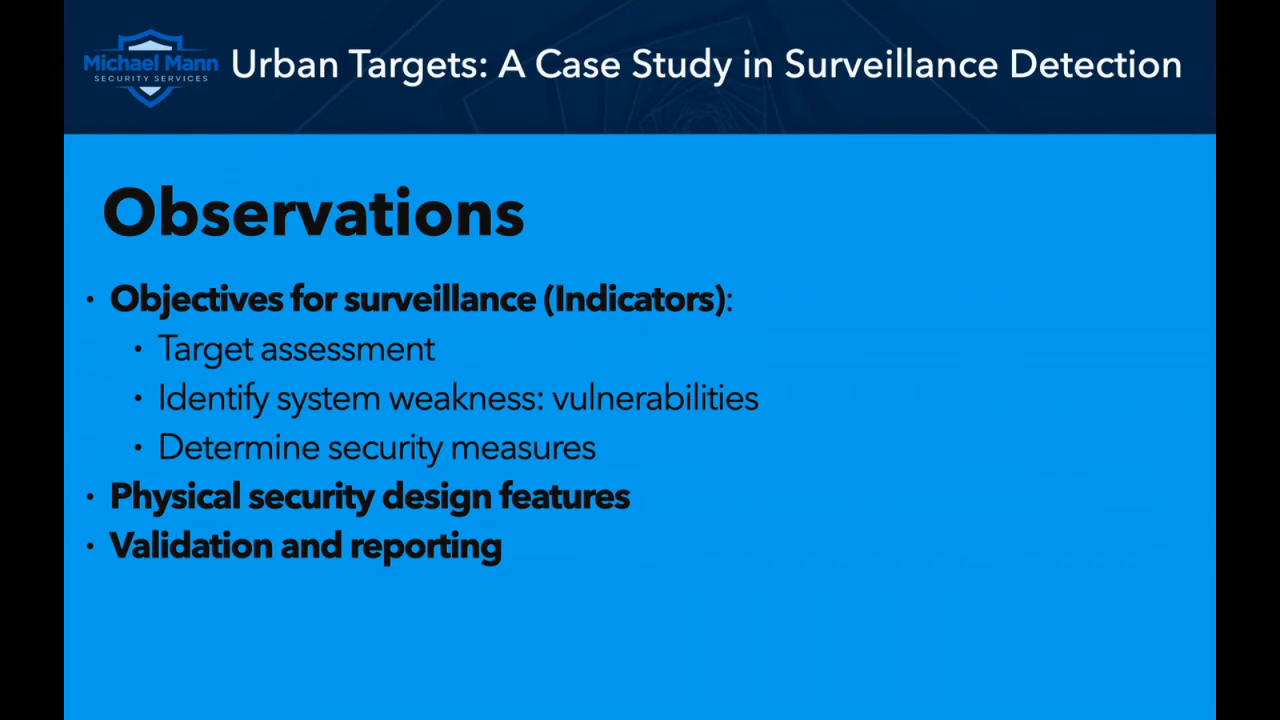 Michael Mann
SECURITY SERVICES
Urban Targets: A Case Study in Surveillance Detection
Observations
· Objectives for surveillance (Indicators):
· Target assessment
· Identify system weakness: vulnerabilities
· Determine security measures
· Physical security design features
· Validation and reporting